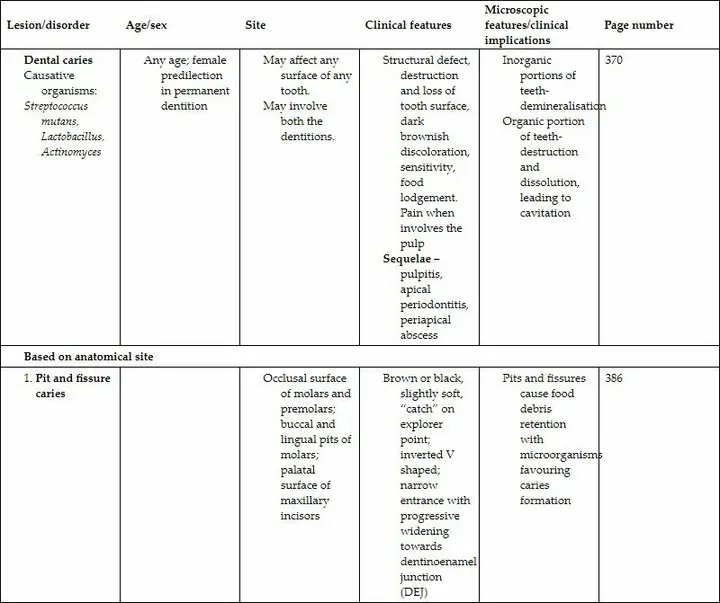 Lesion/disorder
Age/sex
Site
Clinical features
Microscopic
features/clinical
implications
Page number
Dental caries
Causative
organisms:
Streptococcus
mutans,
Lactobacillus,
Actinomyces
Any age; female
predilection
in permanent
dentition
May affect any
surface of any
tooth.
May involve
both the
dentitions.
Structural defect,
destruction
and loss of
tooth surface,
dark
brownish
discoloration,
sensitivity,
food
lodgement.
Pain when
involves the
pulp
Sequelae –
pulpitis,
apical
periodontitis,
periapical
abscess
Inorganic
portions of
teeth-
demineralisation
Organic portion
of teeth-
destruction
and
dissolution,
leading to
cavitation
370
Based on anatomical site
1. Pit and fissure
caries
Occlusal surface
of molars and
premolars;
buccal and
lingual pits of
molars;
palatal
surface of
maxillary
incisors
Brown or black,
slightly soft,
“catch” on
explorer
point;
inverted V
shaped;
narrow
entrance with
progressive
widening
towards
dentinoenamel
junction
(DEJ)
Pits and fissures
cause food
debris
retention
with
microorganisms
favouring
caries
formation
386